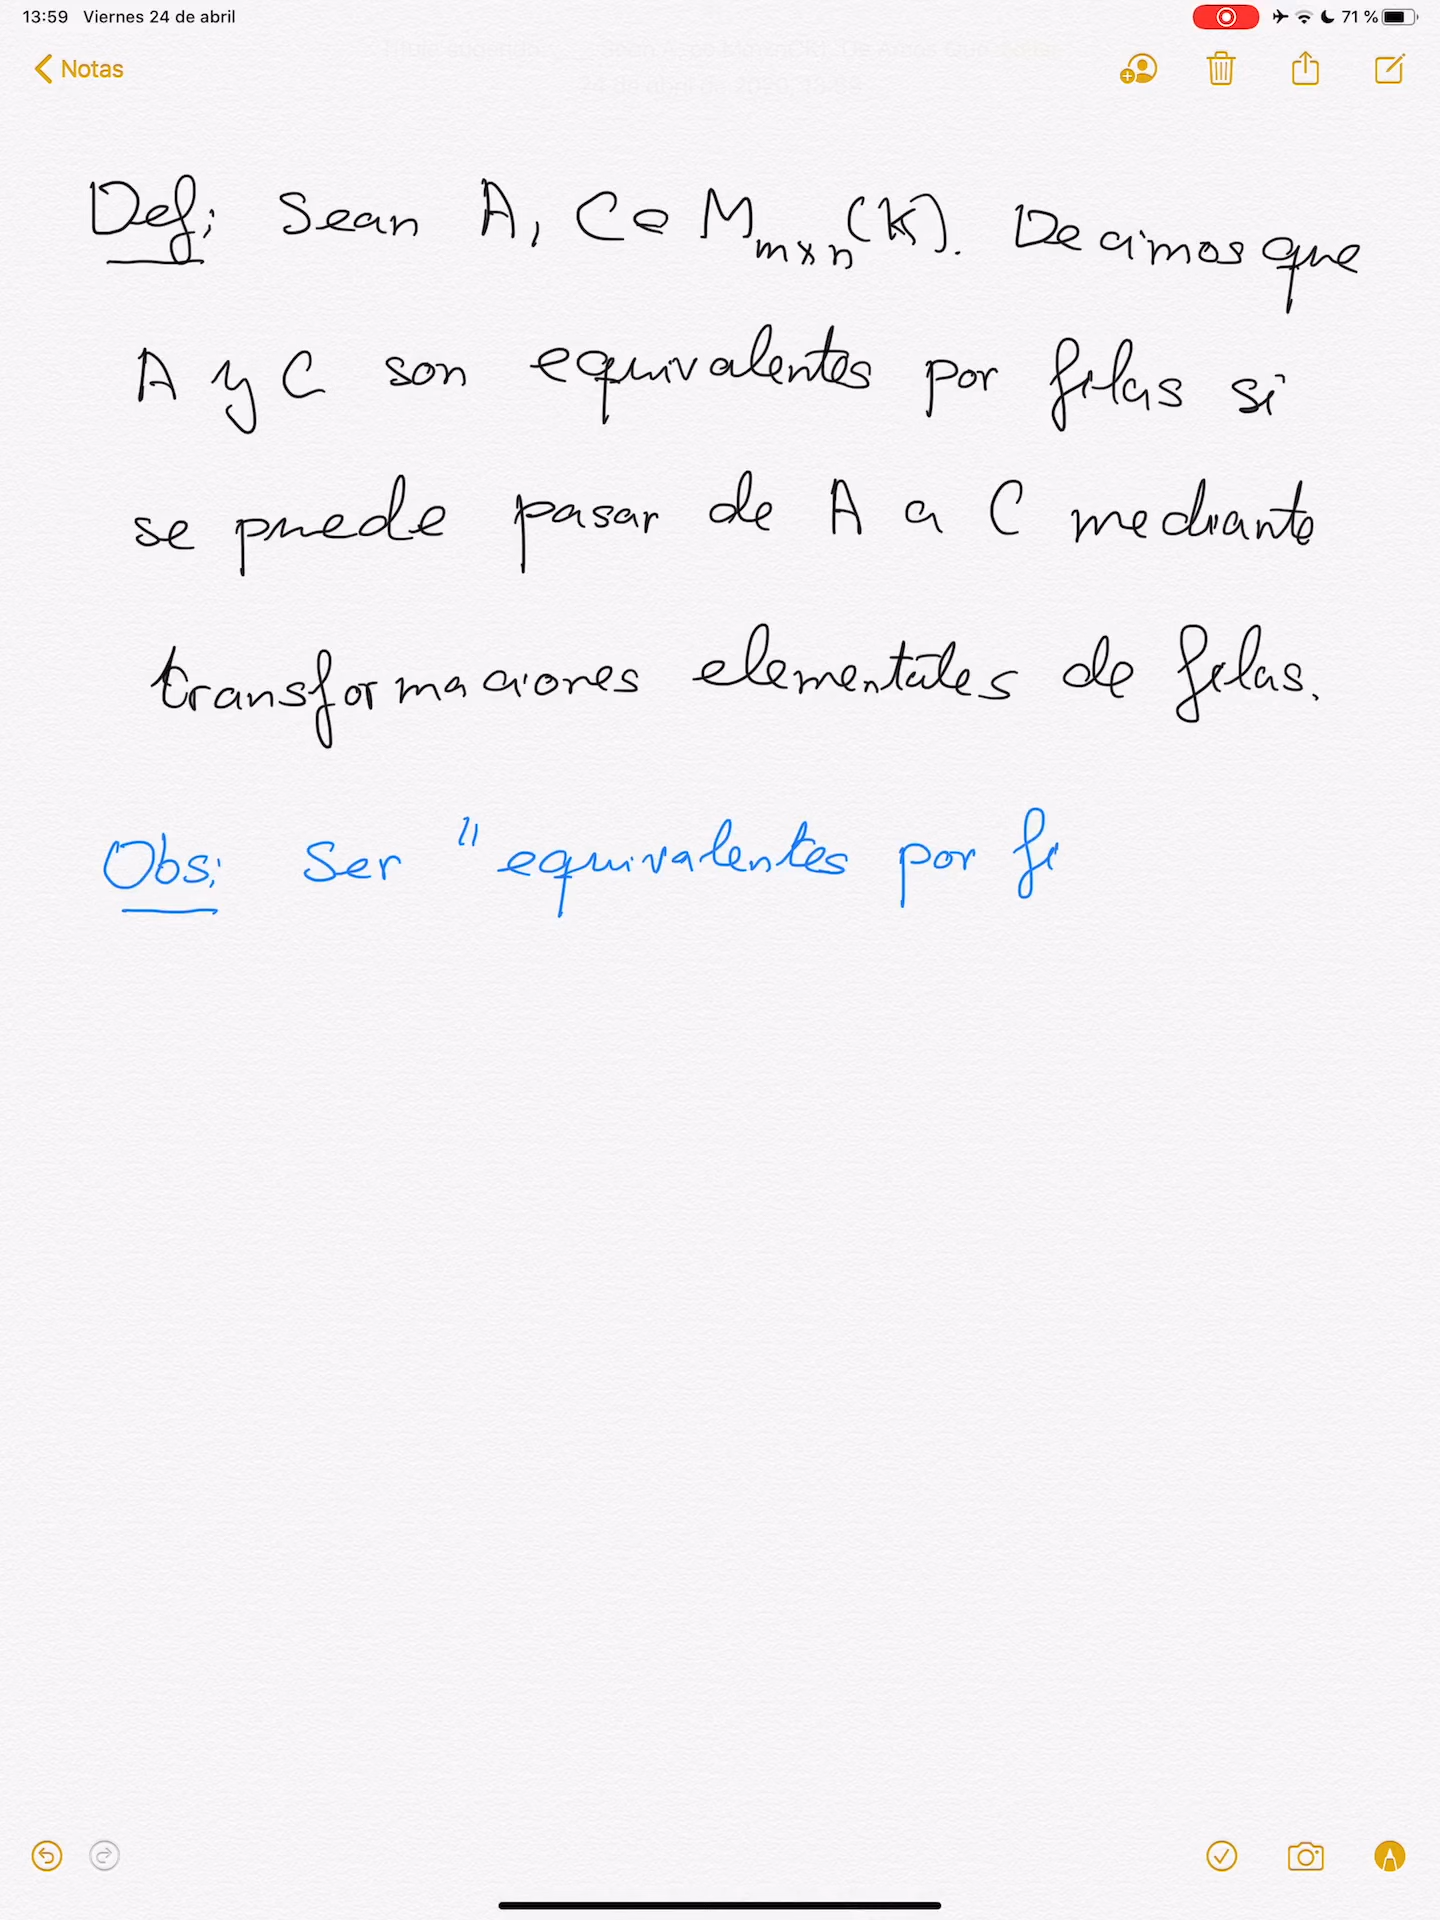 13:59 Viernes 24 de abril 71 %
Notas
Def: Sean A, C ∈ M_{m×n}(K). Decimos que
A y C son equivalentes por filas si
se puede pasar de A a C mediante
transformaciones elementales de filas.
Obs: Ser "equivalentes por fi